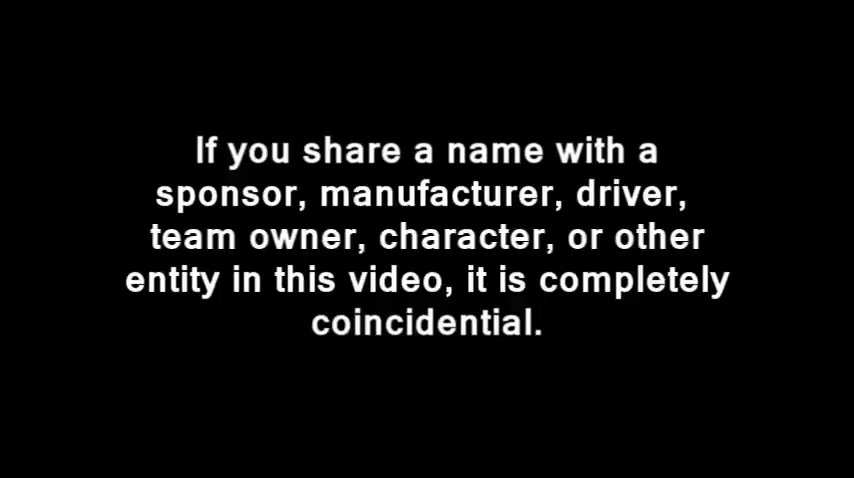 If you share a name with a
sponsor, manufacturer, driver,
team owner, character, or other
entity in this video, it is completely
coincidential.